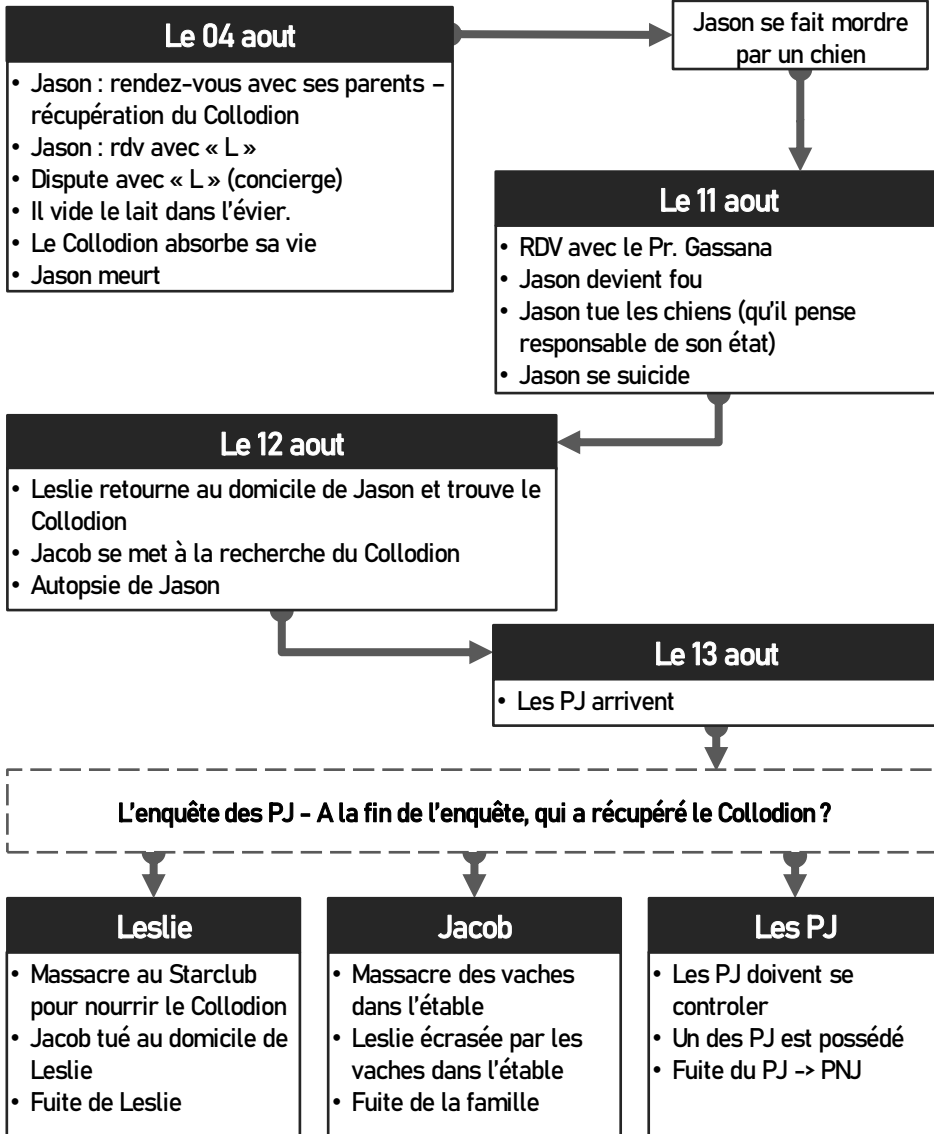 Le 04 aout
• Jason : rendez-vous avec ses parents –
récupération du Collodion
• Jason : rdv avec « L »
• Dispute avec « L » (concierge)
• Il vide le lait dans l'évier.
• Le Collodion absorbe sa vie
• Jason meurt
Jason se fait mordre
par un chien
Le 11 aout
• RDV avec le Pr. Gassana
• Jason devient fou
• Jason tue les chiens (qu'il pense
responsable de son état)
• Jason se suicide
Le 12 aout
• Leslie retourne au domicile de Jason et trouve le
Collodion
• Jacob se met à la recherche du Collodion
• Autopsie de Jason
Le 13 aout
• Les PJ arrivent
L'enquête des PJ - A la fin de l'enquête, qui a récupéré le Collodion ?
Leslie
• Massacre au Starclub
pour nourrir le Collodion
• Jacob tué au domicile de
Leslie
• Fuite de Leslie
Jacob
• Massacre des vaches
dans l'étable
• Leslie écrasée par les
vaches dans l'étable
• Fuite de la famille
Les PJ
• Les PJ doivent se
controler
• Un des PJ est possédé
• Fuite du PJ -> PNJ